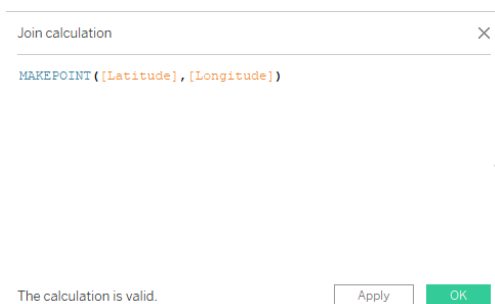 Join calculation
MAKEPOINT([Latitude],[Longitude])
The calculation is valid.
Apply
OK